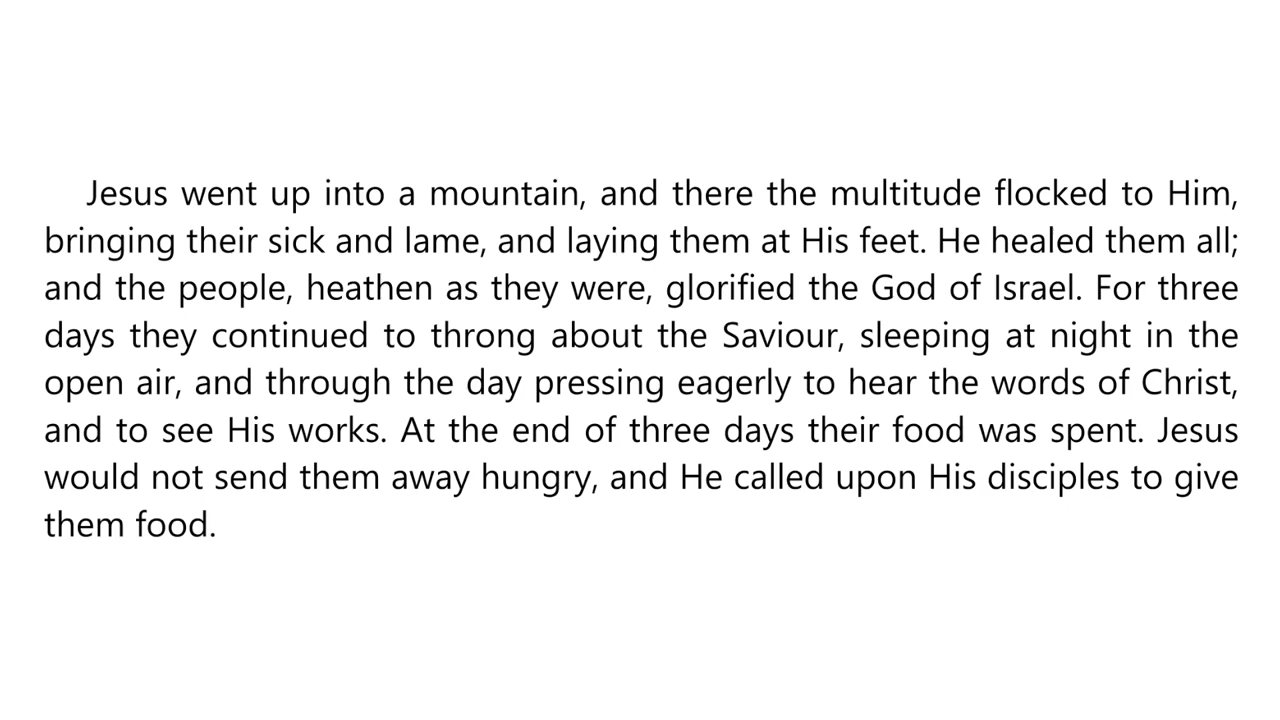 Jesus went up into a mountain, and there the multitude flocked to Him,
bringing their sick and lame, and laying them at His feet. He healed them all;
and the people, heathen as they were, glorified the God of Israel. For three
days they continued to throng about the Saviour, sleeping at night in the
open air, and through the day pressing eagerly to hear the words of Christ,
and to see His works. At the end of three days their food was spent. Jesus
would not send them away hungry, and He called upon His disciples to give
them food.